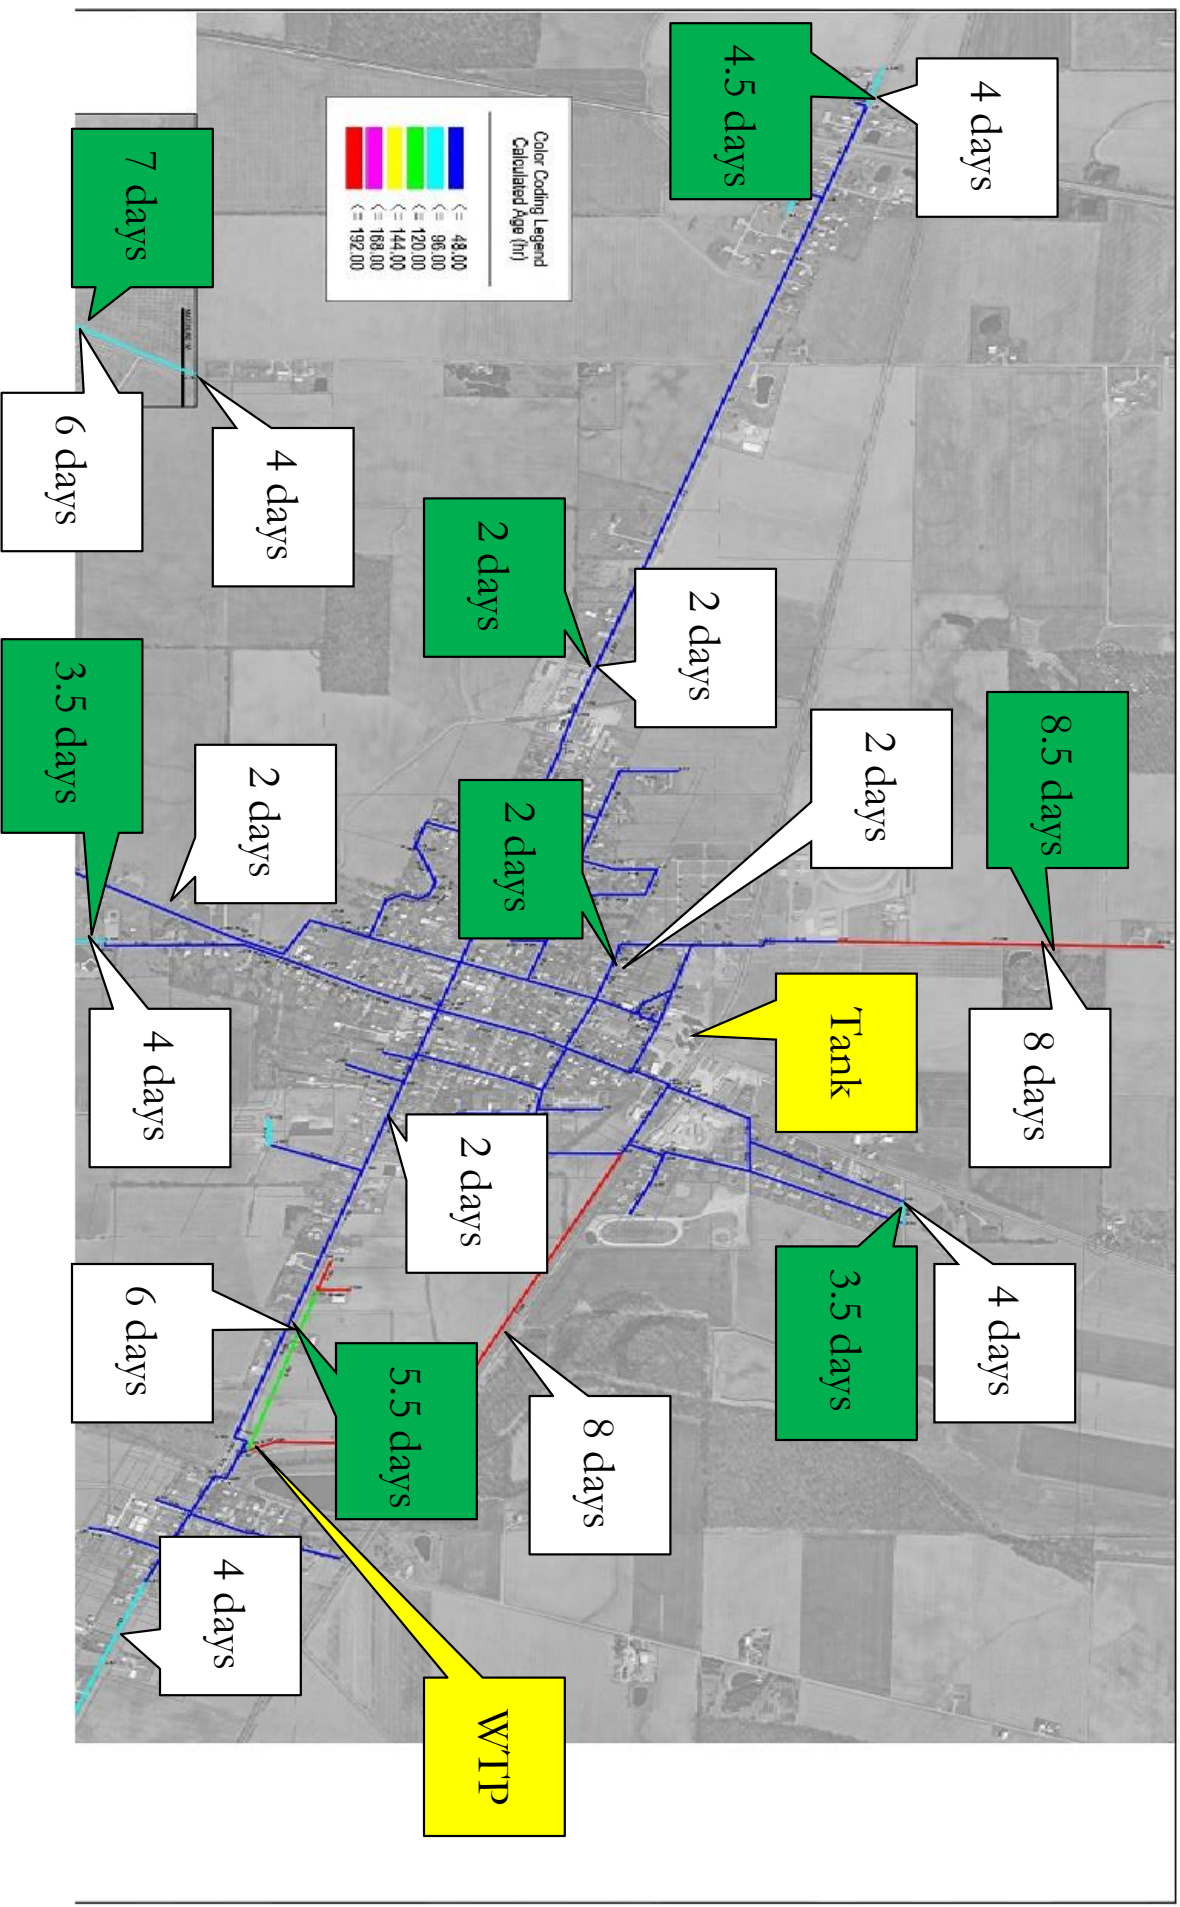 8.5 days
8 days
4 days
4 days
2 days
Tank
3.5 days
4.5 days
2 days
8 days
Color Coding Legend
Calculated Age (hr)
<= 48.00
<= 96.00
<= 120.00
<= 144.00
<= 168.00
<= 192.00
2 days
2 days
2 days
WTP
5.5 days
4 days
2 days
4 days
7 days
4 days
6 days
6 days
3.5 days